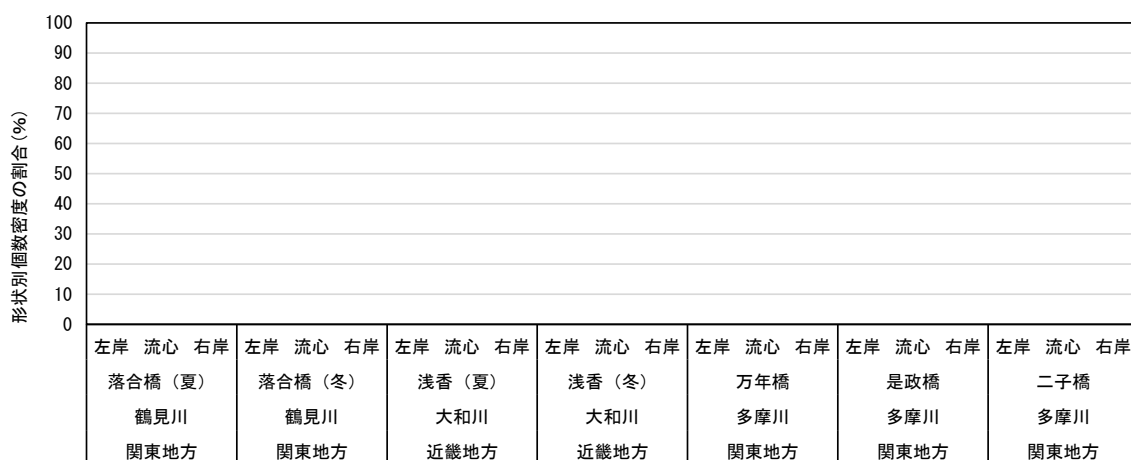 形状別個数密度の割合(%)
100
90
80
70
60
50
40
30
20
10
0
左岸 流心 右岸 左岸 流心 右岸 左岸 流心 右岸 左岸 流心 右岸 左岸 流心 右岸 左岸 流心 右岸 左岸 流心 右岸
落合橋（夏） 落合橋（冬） 浅香（夏） 浅香（冬） 万年橋 是政橋 二子橋
鶴見川 鶴見川 大和川 大和川 多摩川 多摩川 多摩川
関東地方 関東地方 近畿地方 近畿地方 関東地方 関東地方 関東地方